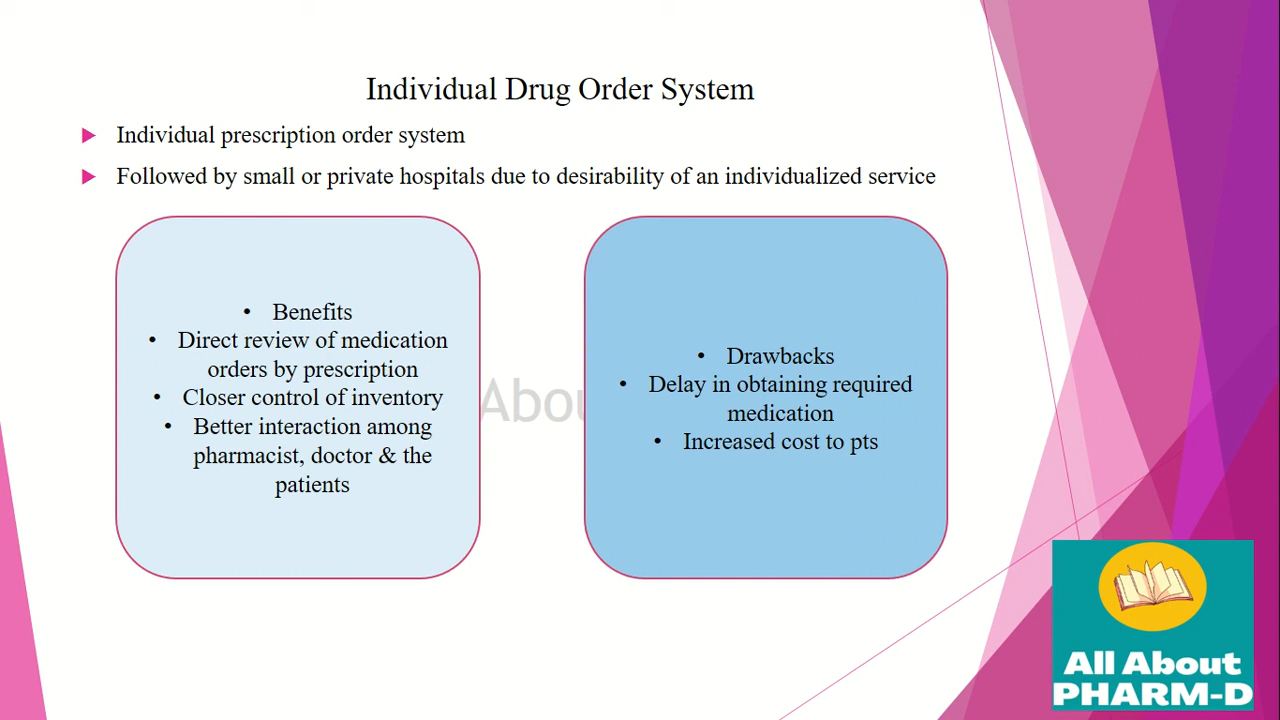 Individual Drug Order System
Individual prescription order system
Followed by small or private hospitals due to desirability of an individualized service
• Benefits
• Direct review of medication
orders by prescription
• Closer control of inventory
• Better interaction among
pharmacist, doctor & the
patients
Abou
• Drawbacks
• Delay in obtaining required
medication
• Increased cost to pts
All About
PHARM-D